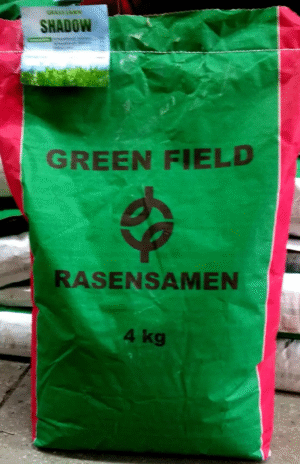 SHADOW
GREEN FIELD
RASENSAMEN
4 kg